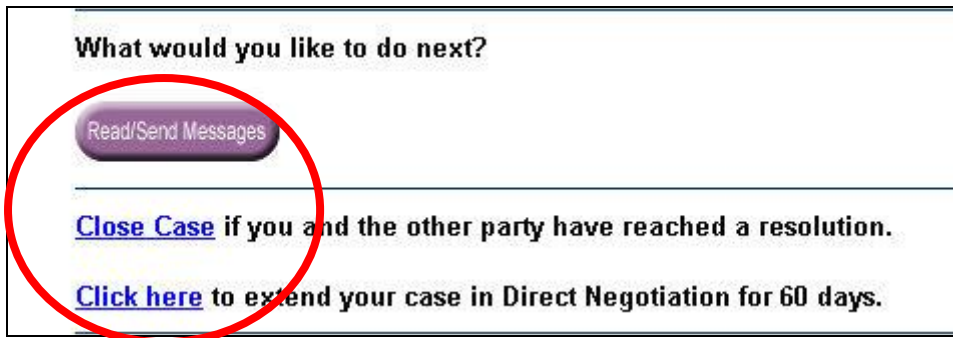 What would you like to do next?
Read/Send Messages
Close Case if you and the other party have reached a resolution.
Click here to extend your case in Direct Negotiation for 60 days.